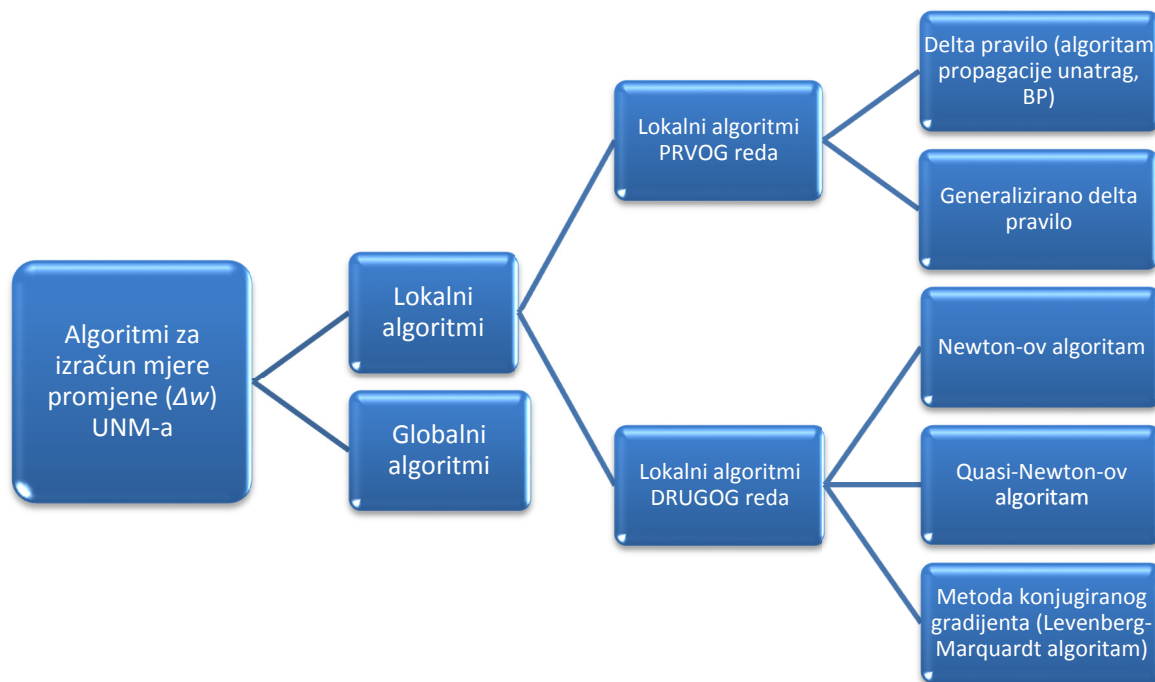 Algoritmi za
izračun mjere
promjene (Δw)
UNM-a
Lokalni
algoritmi
Globalni
algoritmi
Lokalni algoritmi
PRVOG reda
Lokalni algoritmi
DRUGOG reda
Delta pravilo (algoritam
propagacije unatrag,
BP)
Generalizirano delta
pravilo
Newton-ov algoritam
Quasi-Newton-ov
algoritam
Metoda konjugiranog
gradijenta (Levenberg-
Marquardt algoritam)